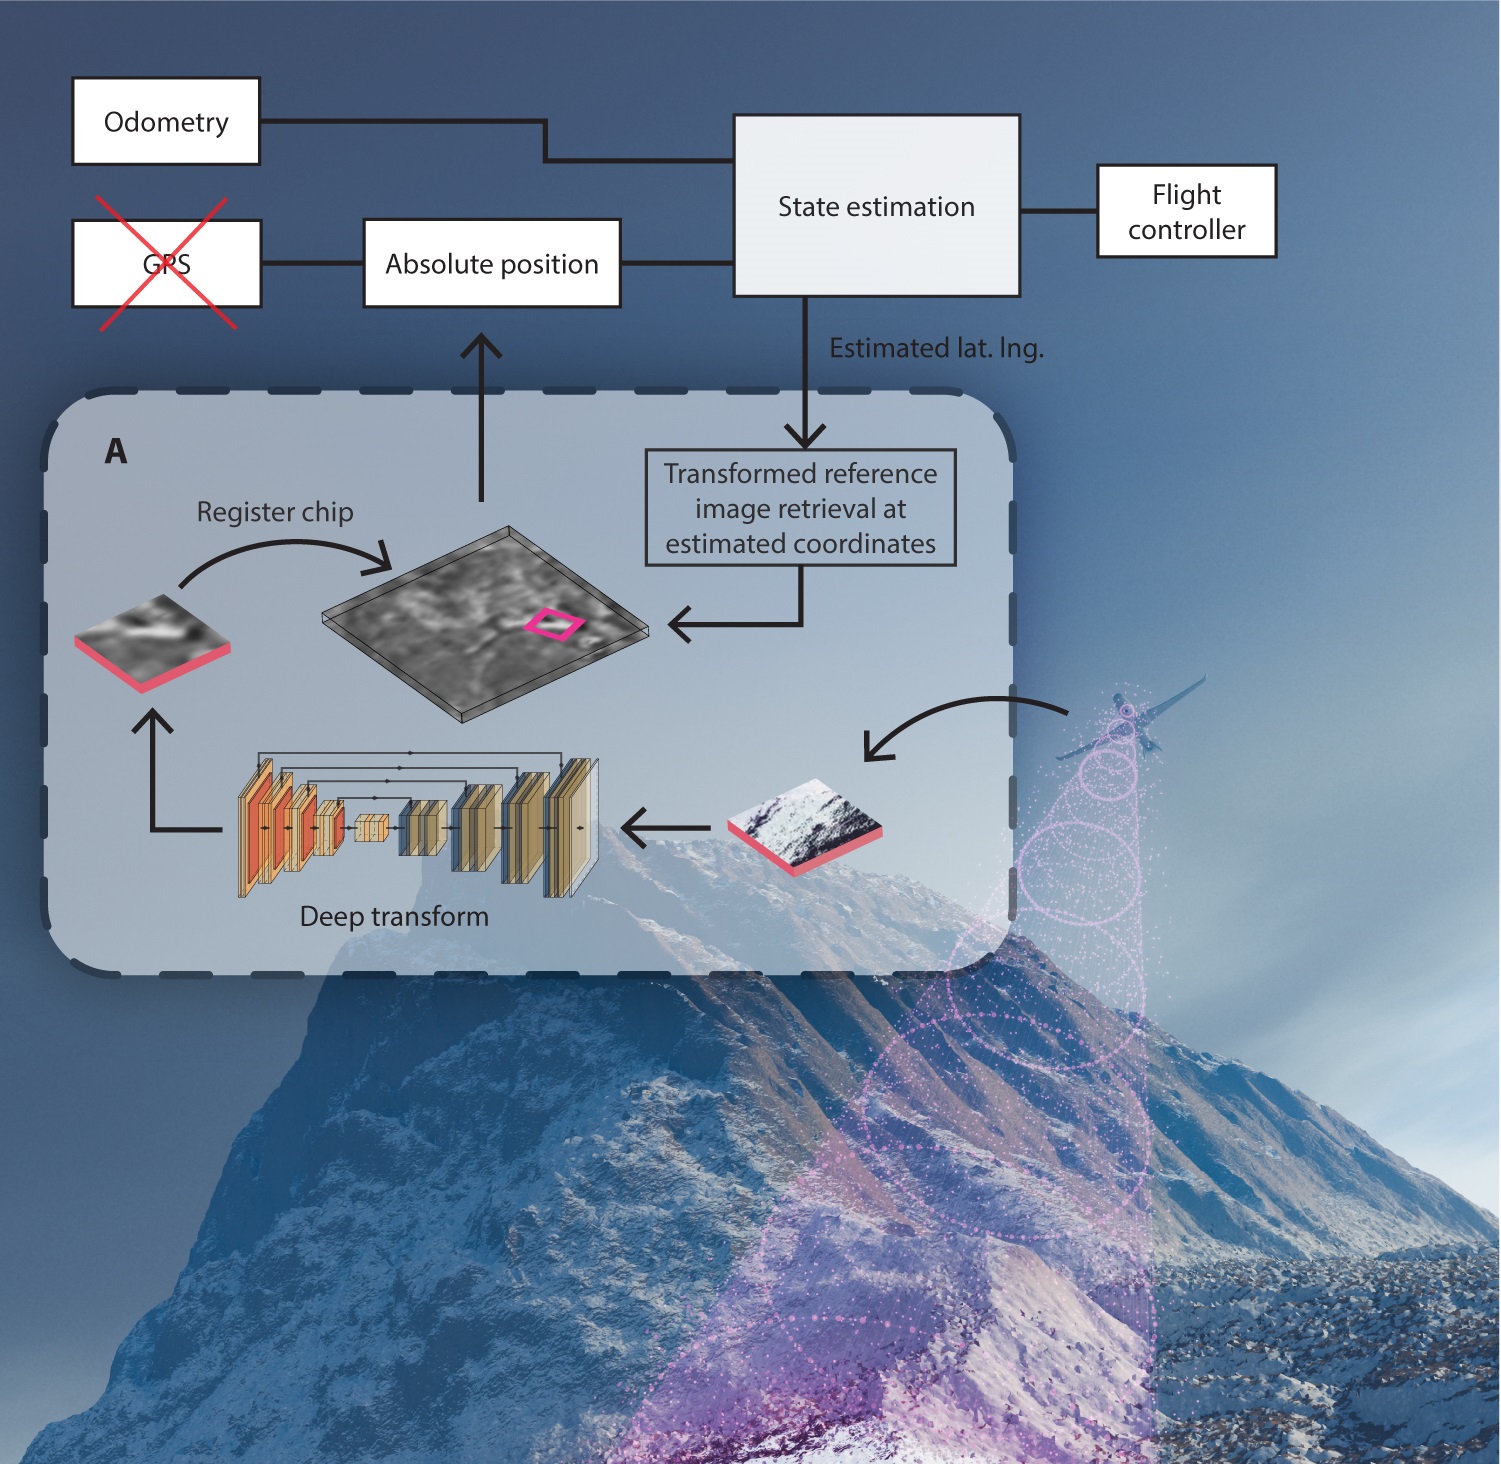 Odometry
GPS
Absolute position
State estimation
Flight
controller
Estimated lat. lng.
A
Register chip
Transformed reference
image retrieval at
estimated coordinates
Deep transform